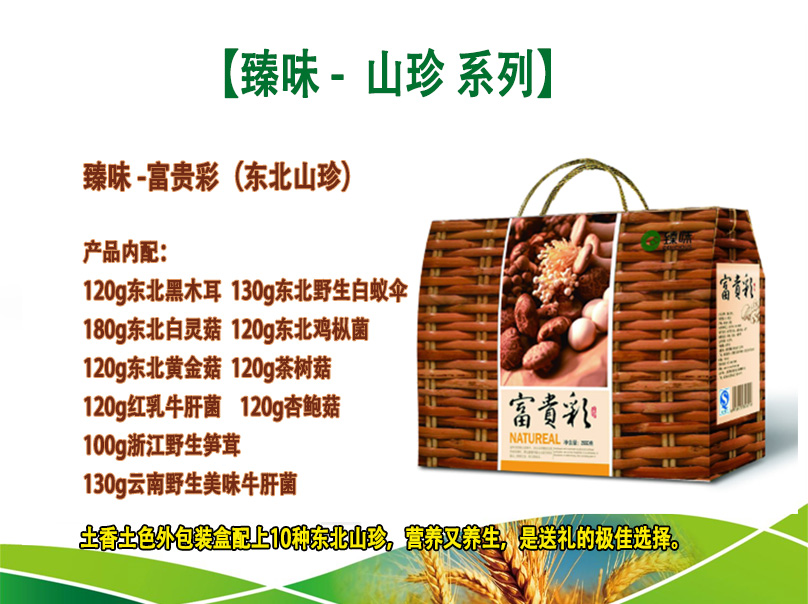 【臻味 - 山珍 系列】
臻味 -富贵彩（东北山珍）
产品内配：
120g东北黑木耳 130g东北野生白蚁伞
180g东北白灵菇 120g东北鸡枞菌
120g东北黄金菇 120g茶树菇
120g红乳牛肝菌 120g杏鲍菇
100g浙江野生笋茸
130g云南野生美味牛肝菌
臻味
富貴彩
富貴彩
NATUREAL
土香土色外包装盒配上10种东北山珍，营养又养生，是送礼的极佳选择。